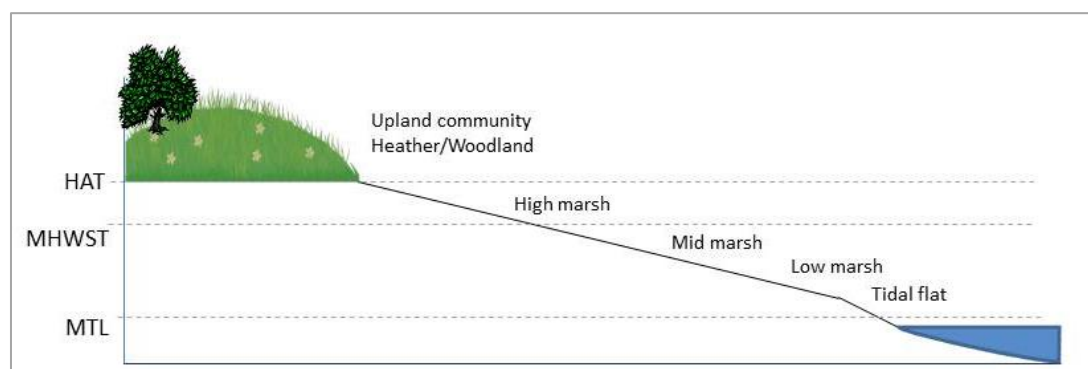 Upland community
Heather/Woodland
HAT
High marsh
MHWST
Mid marsh
Low marsh
Tidal flat
MTL